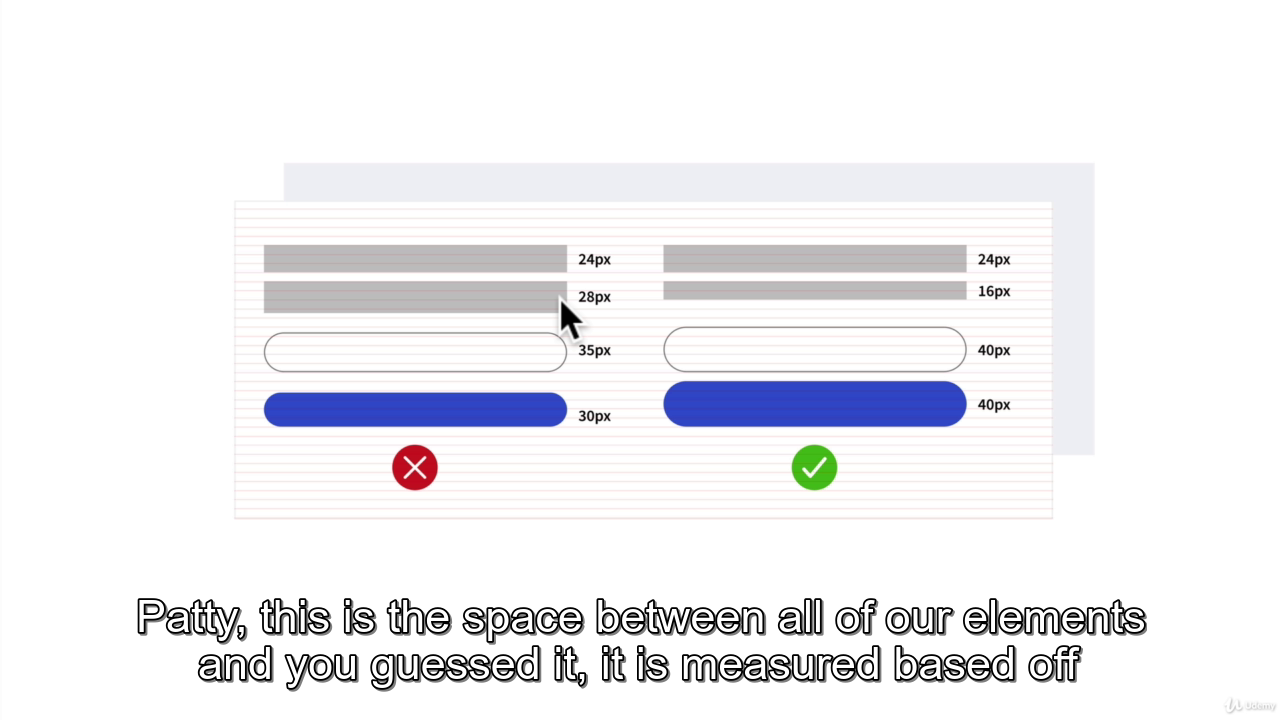 24px
28px
35px
30px
24px
16px
40px
40px
Patty, this is the space between all of our elements
and you guessed it, it is measured based off
Udemy